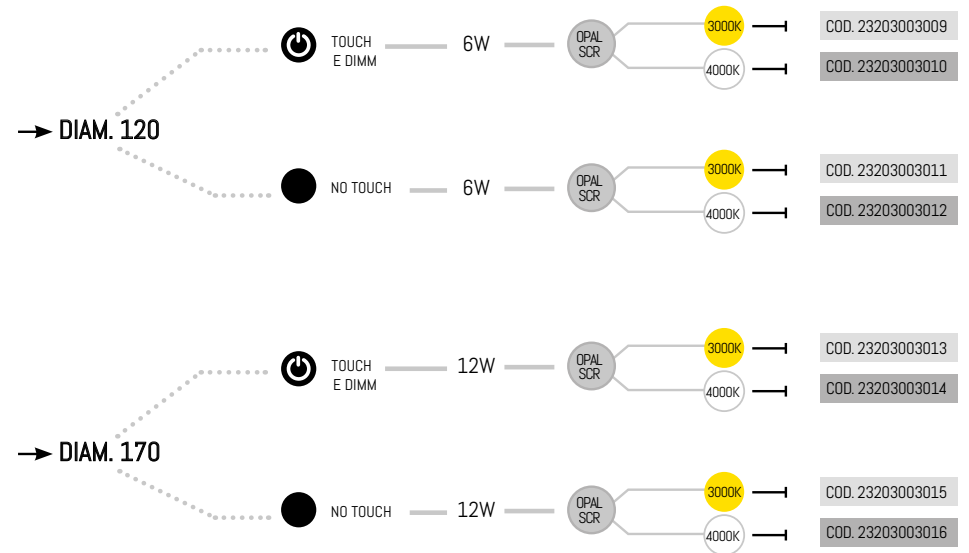 TOUCH
E DIMM
6W
OPAL
SCR
3000K
COD. 23203003009
4000K
COD. 23203003010
DIAM. 120
NO TOUCH
6W
OPAL
SCR
3000K
COD. 23203003011
4000K
COD. 23203003012
TOUCH
E DIMM
12W
OPAL
SCR
3000K
COD. 23203003013
4000K
COD. 23203003014
DIAM. 170
NO TOUCH
12W
OPAL
SCR
3000K
COD. 23203003015
4000K
COD. 23203003016